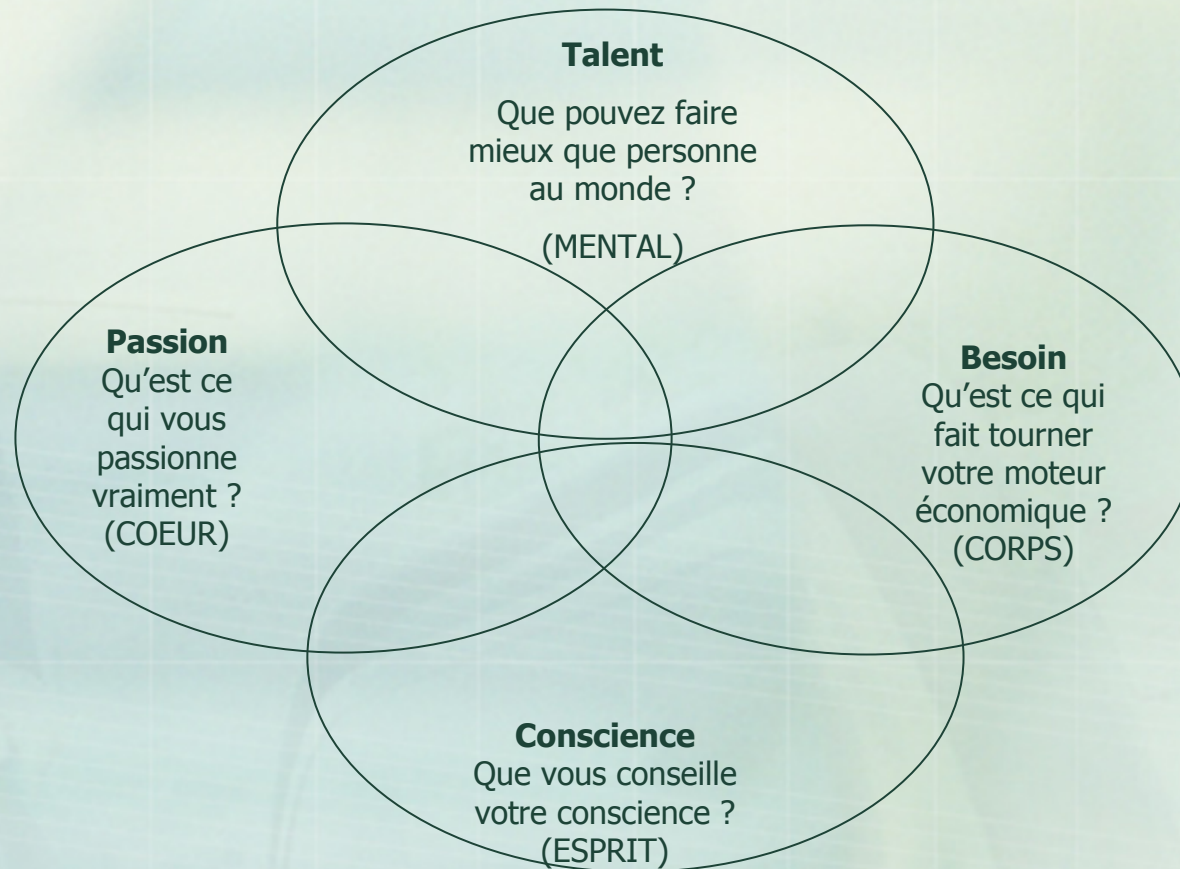 Talent
Que pouvez faire
mieux que personne
au monde ?
(MENTAL)
Passion
Qu’est ce
qui vous
passionne
vraiment ?
(COEUR)
Besoin
Qu’est ce qui
fait tourner
votre moteur
économique ?
(CORPS)
Conscience
Que vous conseille
votre conscience ?
(ESPRIT)